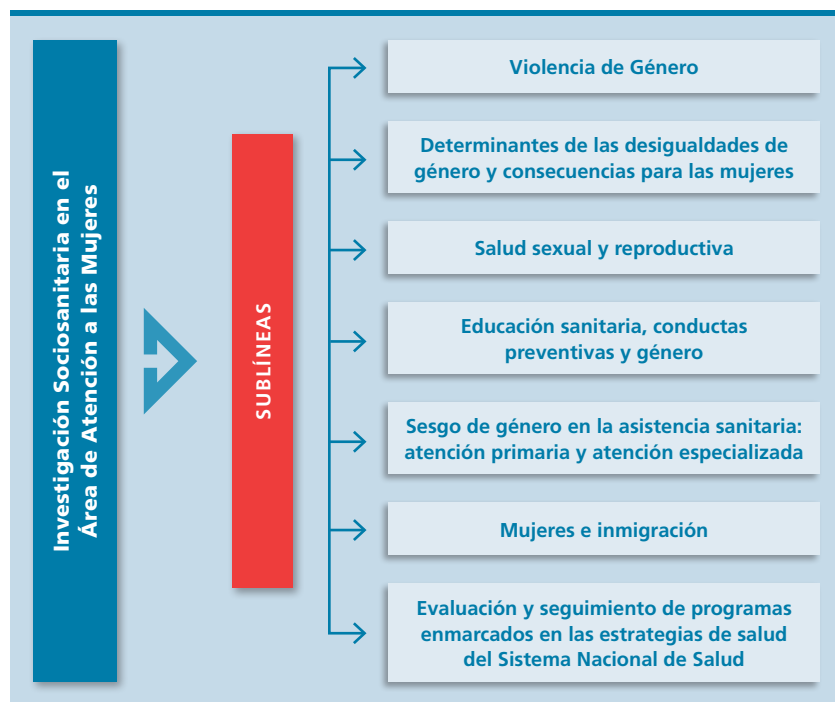 Investigación Sociosanitaria en el
Área de Atención a las Mujeres
SUBLÍNEAS
Violencia de Género
Determinantes de las desigualdades de
género y consecuencias para las mujeres
Salud sexual y reproductiva
Educación sanitaria, conductas
preventivas y género
Sesgo de género en la asistencia sanitaria:
atención primaria y atención especializada
Mujeres e inmigración
Evaluación y seguimiento de programas
enmarcados en las estrategias de salud
del Sistema Nacional de Salud